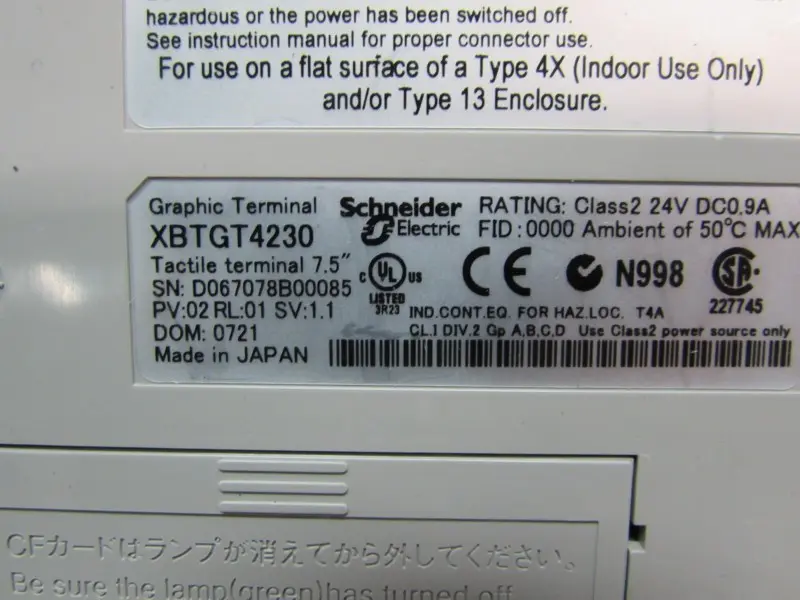 hazardous or the power has been switched off.
See instruction manual for proper connector use.
For use on a flat surface of a Type 4X (Indoor Use Only)
and/or Type 13 Enclosure.
Graphic Terminal
XBTGT4230
Tactile terminal 7.5"
SN: D067078B00085
PV:02 RL:01 SV:1.1
DOM: 0721
Made in JAPAN
Schneider
Electric
RATING: Class2 24V DC0.9A
FID:0000 Ambient of 50°C MAX
C UL US
LISTED
3R23
CE
N998
SA
227745
IND.CONT.EQ. FOR HAZ.LOC. T4A
CL.I DIV.2 Gp A,B,C,D Use Class2 power source only
CFカードはランプが消えてから外してください。
Be sure the lamp(green)has turned off